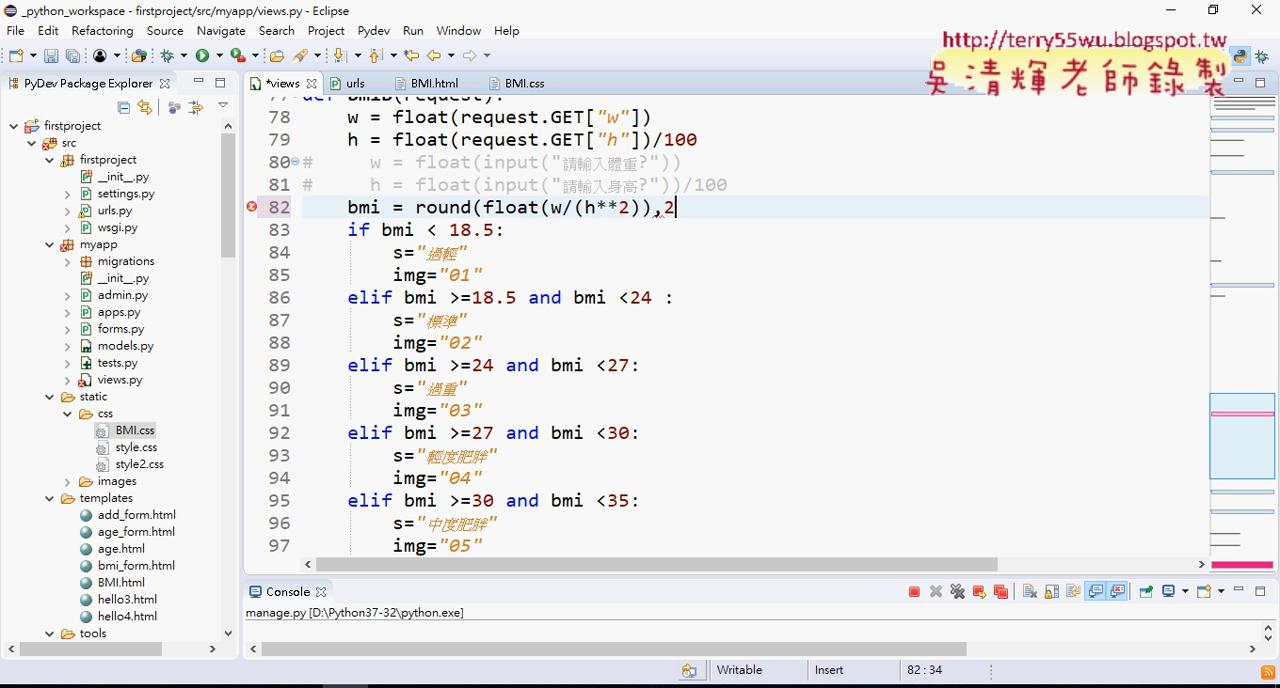 _python_workspace - firstproject/src/myapp/views.py - Eclipse
File Edit Refactoring Source Navigate Search Project Pydev Run Window Help
http://terry55wu.blogspot.tw
吳清輝老師錄製
PyDev Package Explorer
*views urls BMI.html BMI.css
firstproject
src
firstproject
__init__.py
settings.py
urls.py
wsgi.py
myapp
migrations
__init__.py
admin.py
apps.py
forms.py
models.py
tests.py
views.py
static
css
BMI.css
style.css
style2.css
images
templates
add_form.html
age_form.html
age.html
bmi_form.html
BMI.html
hello3.html
hello4.html
tools
78 w = float(request.GET["w"])
79 h = float(request.GET["h"])/100
80 # w = float(input("請輸入體重?"))
81 # h = float(input("請輸入身高?"))/100
82 bmi = round(float(w/(h**2)),2
83 if bmi < 18.5:
84 s="過輕"
85 img="01"
86 elif bmi >=18.5 and bmi <24 :
87 s="標準"
88 img="02"
89 elif bmi >=24 and bmi <27:
90 s="過重"
91 img="03"
92 elif bmi >=27 and bmi <30:
93 s="輕度肥胖"
94 img="04"
95 elif bmi >=30 and bmi <35:
96 s="中度肥胖"
97 img="05"
Console
manage.py [D:\Python37-32\python.exe]
Writable Insert 82 : 34